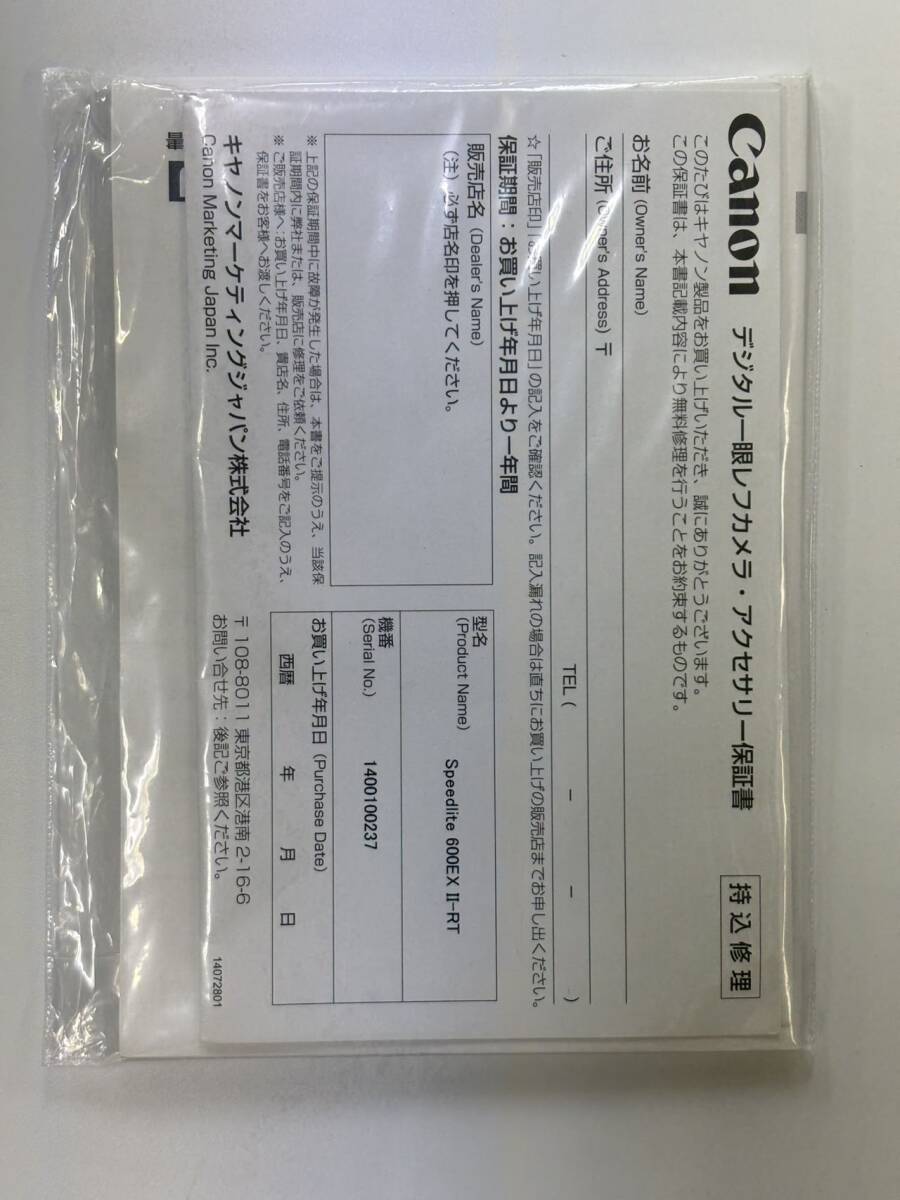 Canon デジタル一眼レフカメラ・アクセサリー保証書 持込修理
このたびはキヤノン製品をお買い上げいただき、誠にありがとうございます。
この保証書は、本書記載内容により無料修理を行うことをお約束するものです。
お名前 (Owner's Name)
ご住所 (Owner's Address) 〒
TEL ( － － )
☆「販売店印」「お買い上げ年月日」の記入をご確認ください。記入漏れの場合は直ちにお買い上げの販売店までお申し出ください。
保証期間：お買い上げ年月日より一年間
販売店名 (Dealer's Name)
(注) 必ず店名印を押してください。
型名
(Product Name) Speedlite 600EX II-RT
機番
(Serial No.) 1400100237
お買い上げ年月日 (Purchase Date)
西暦 年 月 日
※ 上記の保証期間中に故障が発生した場合は、本書をご提示のうえ、当該保
証期間内に弊社または、販売店に修理をご依頼ください。
※ ご販売店様へ:お買い上げ年月日、貴店名、住所、電話番号をご記入のうえ、
保証書をお客様へお渡しください。
キヤノンマーケティングジャパン株式会社
Canon Marketing Japan Inc.
〒108-8011 東京都港区港南 2-16-6
お問い合せ先：後記ご参照ください。
14072801